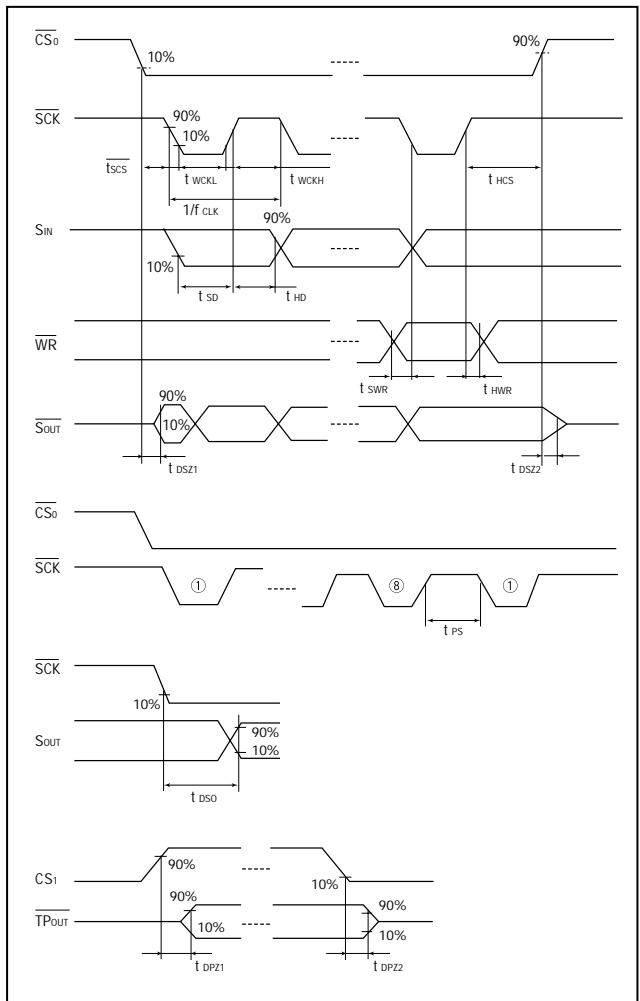 CS0
10%
90%
SCK
90%
10%
tscs
t WCKL
t WCKH
t HCS
1/f CLK
SIN
90%
10%
t SD
t HD
WR
t SWR
t HWR
90%
SOUT
10%
t DSZ1
t DSZ2
CS0
SCK
①
⑧
①
t PS
SCK
10%
SOUT
90%
10%
t DSO
CS1
90%
10%
90%
90%
TPOUT
10%
10%
t DPZ1
t DPZ2